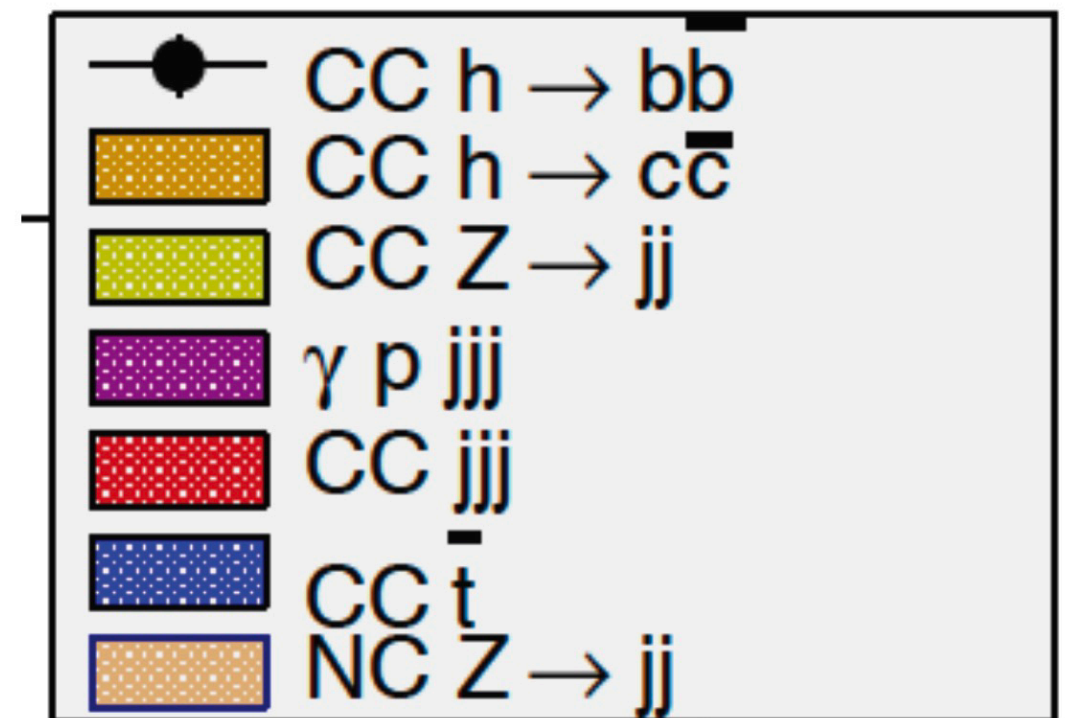 CC h → bb̅
CC h → cc̅
CC Z → jj
γ p jjj
CC jjj
CC t̅
NC Z → jj